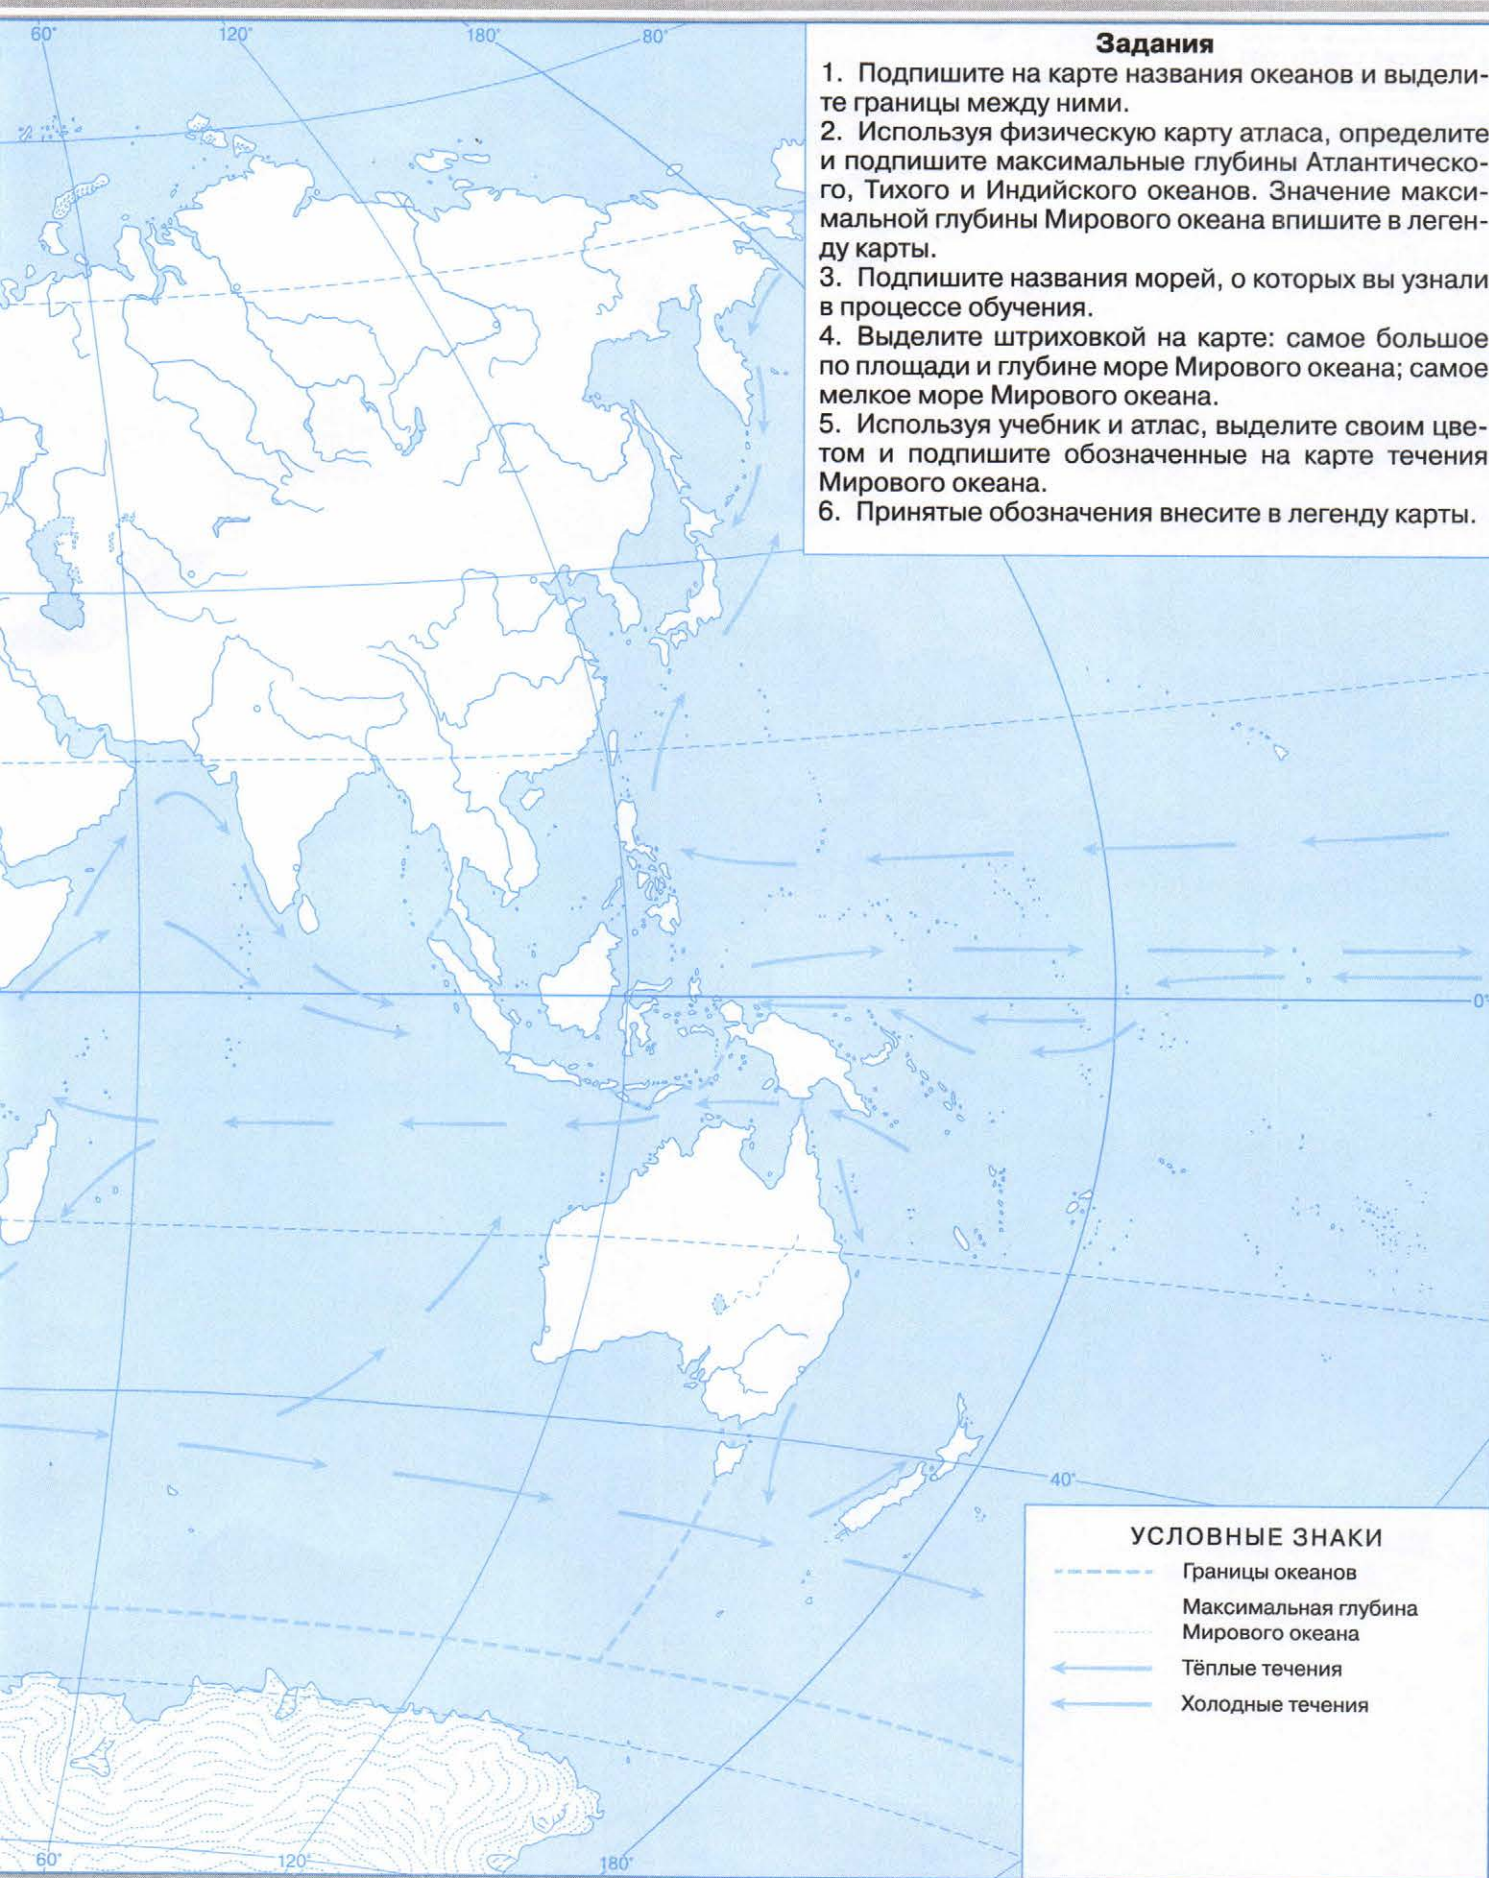 60°
120°
180°
80°
Задания
1. Подпишите на карте названия океанов и выдели-
те границы между ними.
2. Используя физическую карту атласа, определите
и подпишите максимальные глубины Атлантическо-
го, Тихого и Индийского океанов. Значение макси-
мальной глубины Мирового океана впишите в леген-
ду карты.
3. Подпишите названия морей, о которых вы узнали
в процессе обучения.
4. Выделите штриховкой на карте: самое большое
по площади и глубине море Мирового океана; самое
мелкое море Мирового океана.
5. Используя учебник и атлас, выделите своим цве-
том и подпишите обозначенные на карте течения
Мирового океана.
6. Принятые обозначения внесите в легенду карты.
0°
40°
УСЛОВНЫЕ ЗНАКИ
Границы океанов
Максимальная глубина
Мирового океана
Тёплые течения
Холодные течения
60°
120°
180°